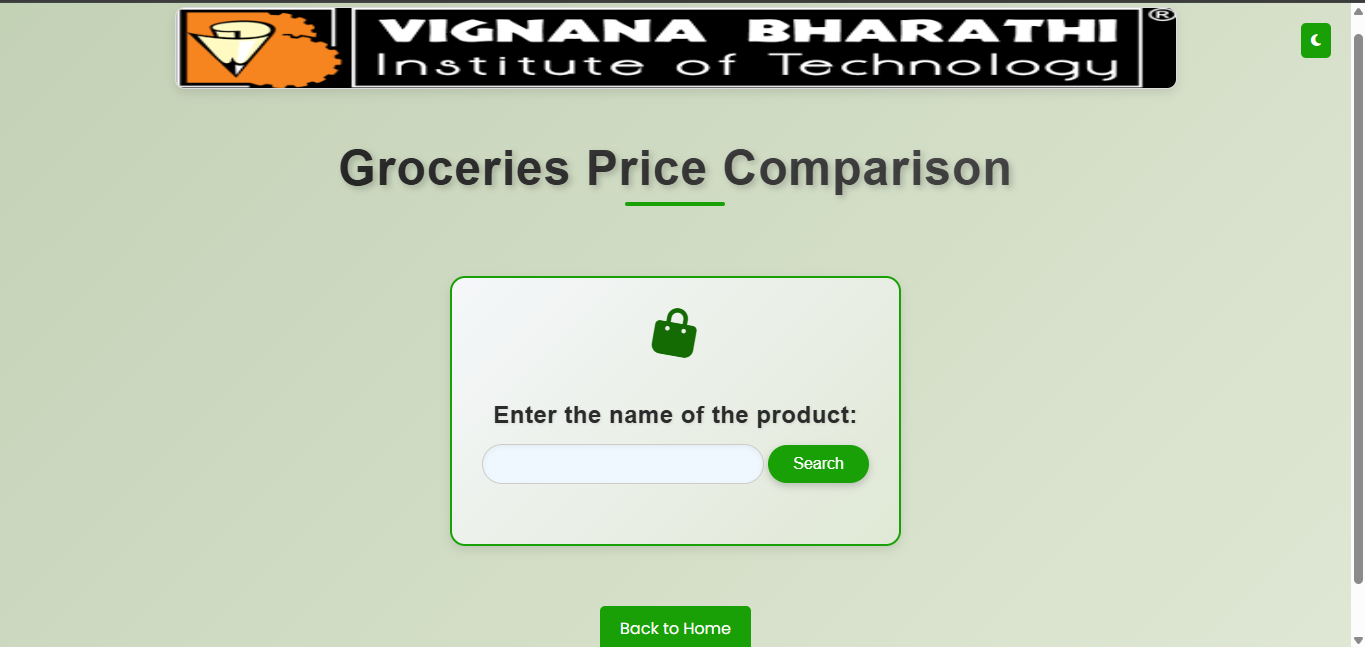 VIGNANA BHARATHI ®
Institute of Technology
Groceries Price Comparison
Enter the name of the product:
Search
Back to Home